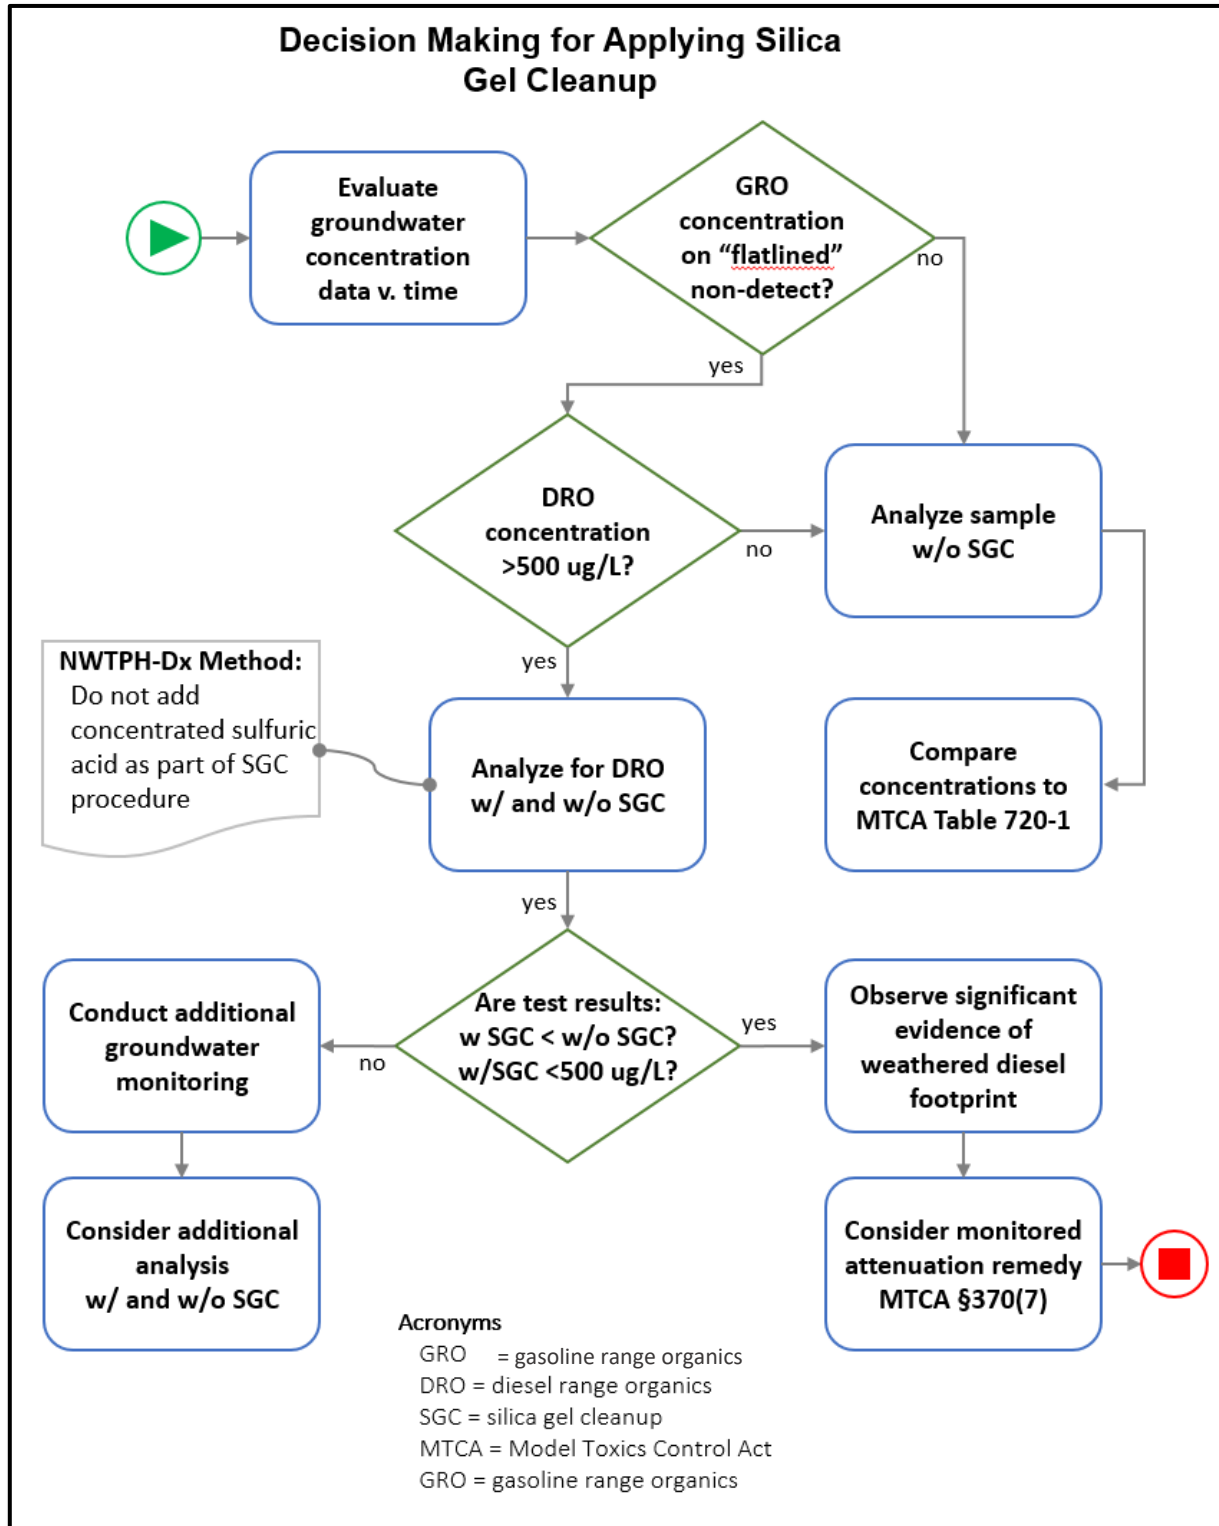 Decision Making for Applying Silica
Gel Cleanup
Evaluate
groundwater
concentration
data v. time
GRO
concentration
on “flatlined”
non-detect?
no
yes
DRO
concentration
>500 ug/L?
no
Analyze sample
w/o SGC
yes
NWTPH-Dx Method:
Do not add
concentrated sulfuric
acid as part of SGC
procedure
Analyze for DRO
w/ and w/o SGC
Compare
concentrations to
MTCA Table 720-1
yes
Conduct additional
groundwater
monitoring
no
Are test results:
w SGC < w/o SGC?
w/SGC <500 ug/L?
yes
Observe significant
evidence of
weathered diesel
footprint
Consider additional
analysis
w/ and w/o SGC
Consider monitored
attenuation remedy
MTCA §370(7)
Acronyms
GRO = gasoline range organics
DRO = diesel range organics
SGC = silica gel cleanup
MTCA = Model Toxics Control Act
GRO = gasoline range organics